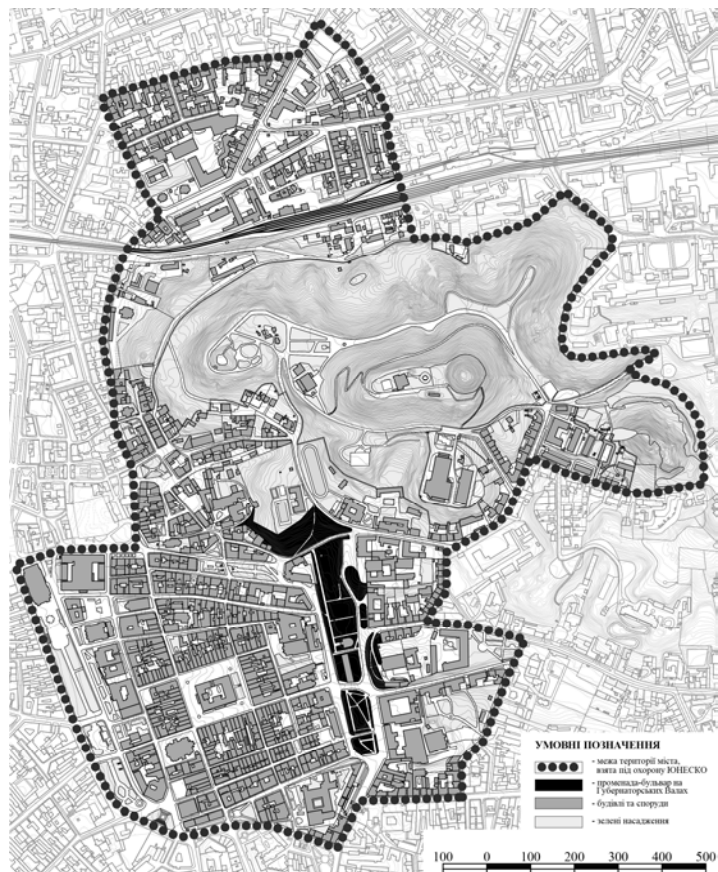 УМОВНІ ПОЗНАЧЕННЯ
- межа території міста,
взята під охорону ЮНЕСКО
- променада-бульвар на
Губернаторських Валах
- будівлі та споруди
- зелені насадження
100 0 100 200 300 400 500